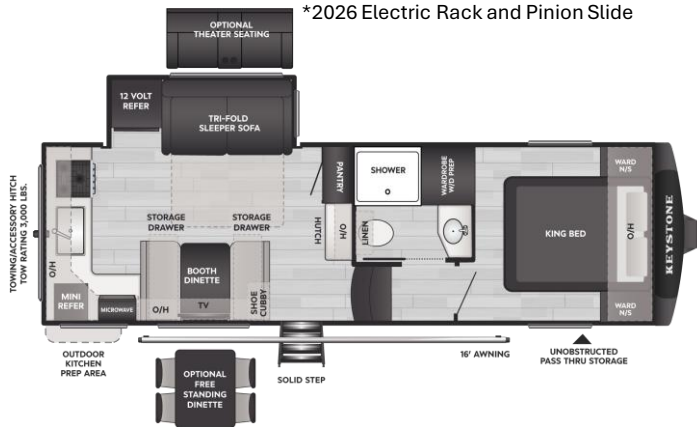 *2026 Electric Rack and Pinion Slide
OPTIONAL
THEATER SEATING
12 VOLT
REFER
TRI-FOLD
SLEEPER SOFA
TOWING/ACCESSORY HITCH
TOW RATING 3,000 LBS.
O/H
MINI
REFER
MICROWAVE
STORAGE
DRAWER
STORAGE
DRAWER
BOOTH
DINETTE
TV
O/H
SHOE
CUBBY
PANTRY
HUTCH
O/H
SHOWER
LINEN
WARDROBE
W/D PREP
KING BED
WARD
N/S
O/H
WARD
N/S
KEYSTONE
OUTDOOR
KITCHEN
PREP AREA
OPTIONAL
FREE
STANDING
DINETTE
SOLID STEP
16' AWNING
UNOBSTRUCTED
PASS THRU STORAGE